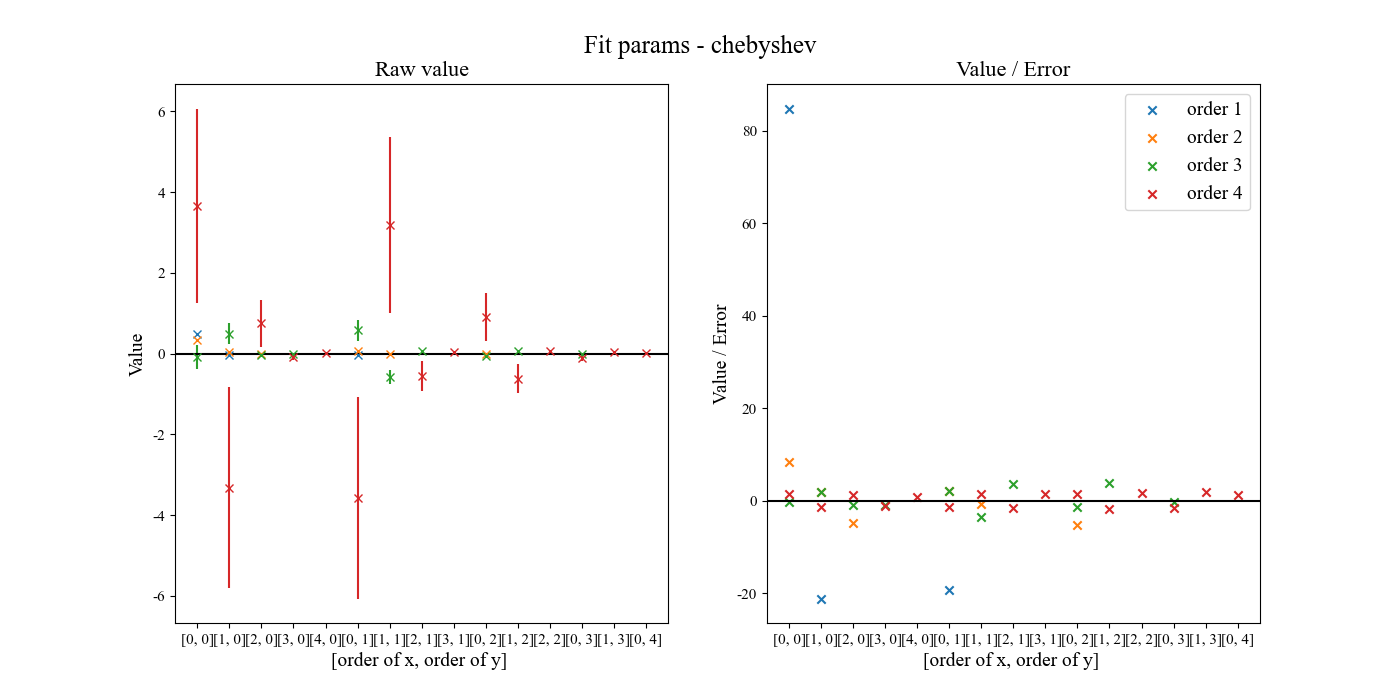 Fit params - chebyshev
Raw value
Value / Error
6
4
2
0
-2
-4
-6
Value
[0, 0][1, 0][2, 0][3, 0][4, 0][0, 1][1, 1][2, 1][3, 1][0, 2][1, 2][2, 2][0, 3][1, 3][0, 4]
[order of x, order of y]
80
60
40
20
0
-20
Value / Error
order 1
order 2
order 3
order 4
[0, 0][1, 0][2, 0][3, 0][4, 0][0, 1][1, 1][2, 1][3, 1][0, 2][1, 2][2, 2][0, 3][1, 3][0, 4]
[order of x, order of y]